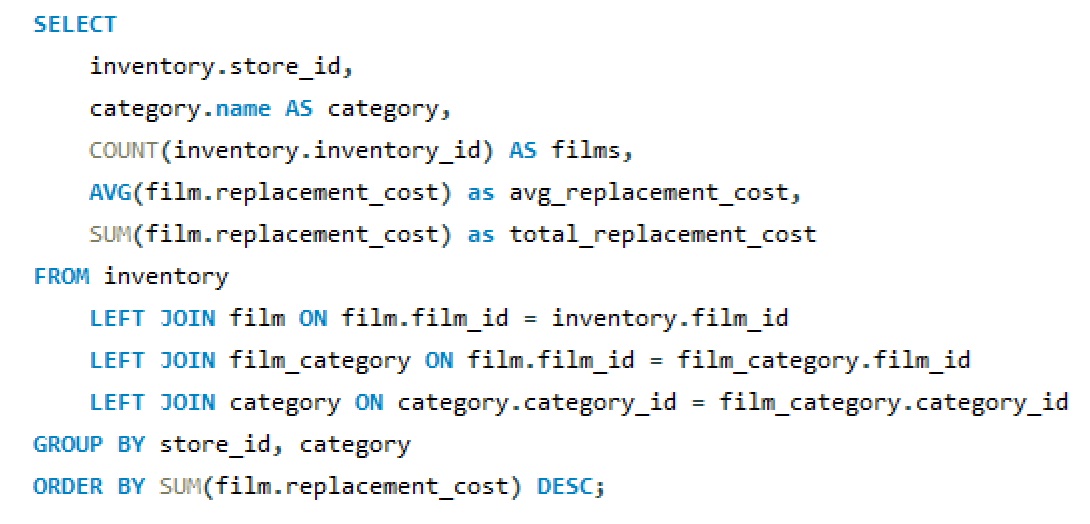 SELECT
inventory.store_id,
category.name AS category,
COUNT(inventory.inventory_id) AS films,
AVG(film.replacement_cost) as avg_replacement_cost,
SUM(film.replacement_cost) as total_replacement_cost
FROM inventory
LEFT JOIN film ON film.film_id = inventory.film_id
LEFT JOIN film_category ON film.film_id = film_category.film_id
LEFT JOIN category ON category.category_id = film_category.category_id
GROUP BY store_id, category
ORDER BY SUM(film.replacement_cost) DESC;